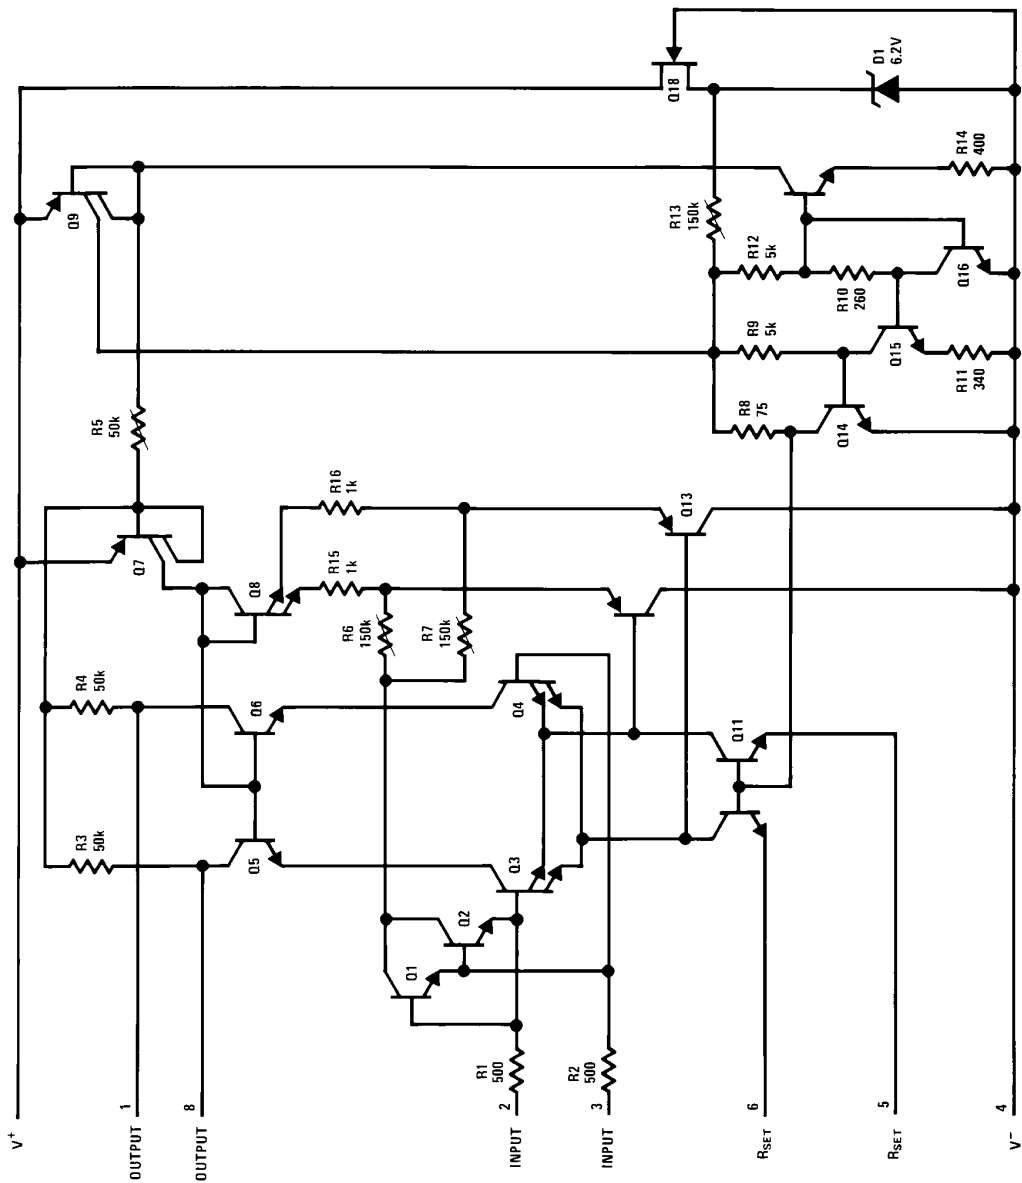 D1
6.2V
Q18
R14
400
Q9
R13
150k
R12
5k
R10
260
Q16
R9
5k
Q15
R11
340
R5
50k
R8
75
Q14
Q7
R16
1k
Q13
Q8
R15
1k
R6
150k
R7
150k
R4
50k
Q6
Q4
Q11
R3
50k
Q5
Q3
Q2
Q1
R1
500
R2
500
V+
OUTPUT 1
OUTPUT 8
INPUT 2
INPUT 3
RSET 6
RSET 5
V− 4